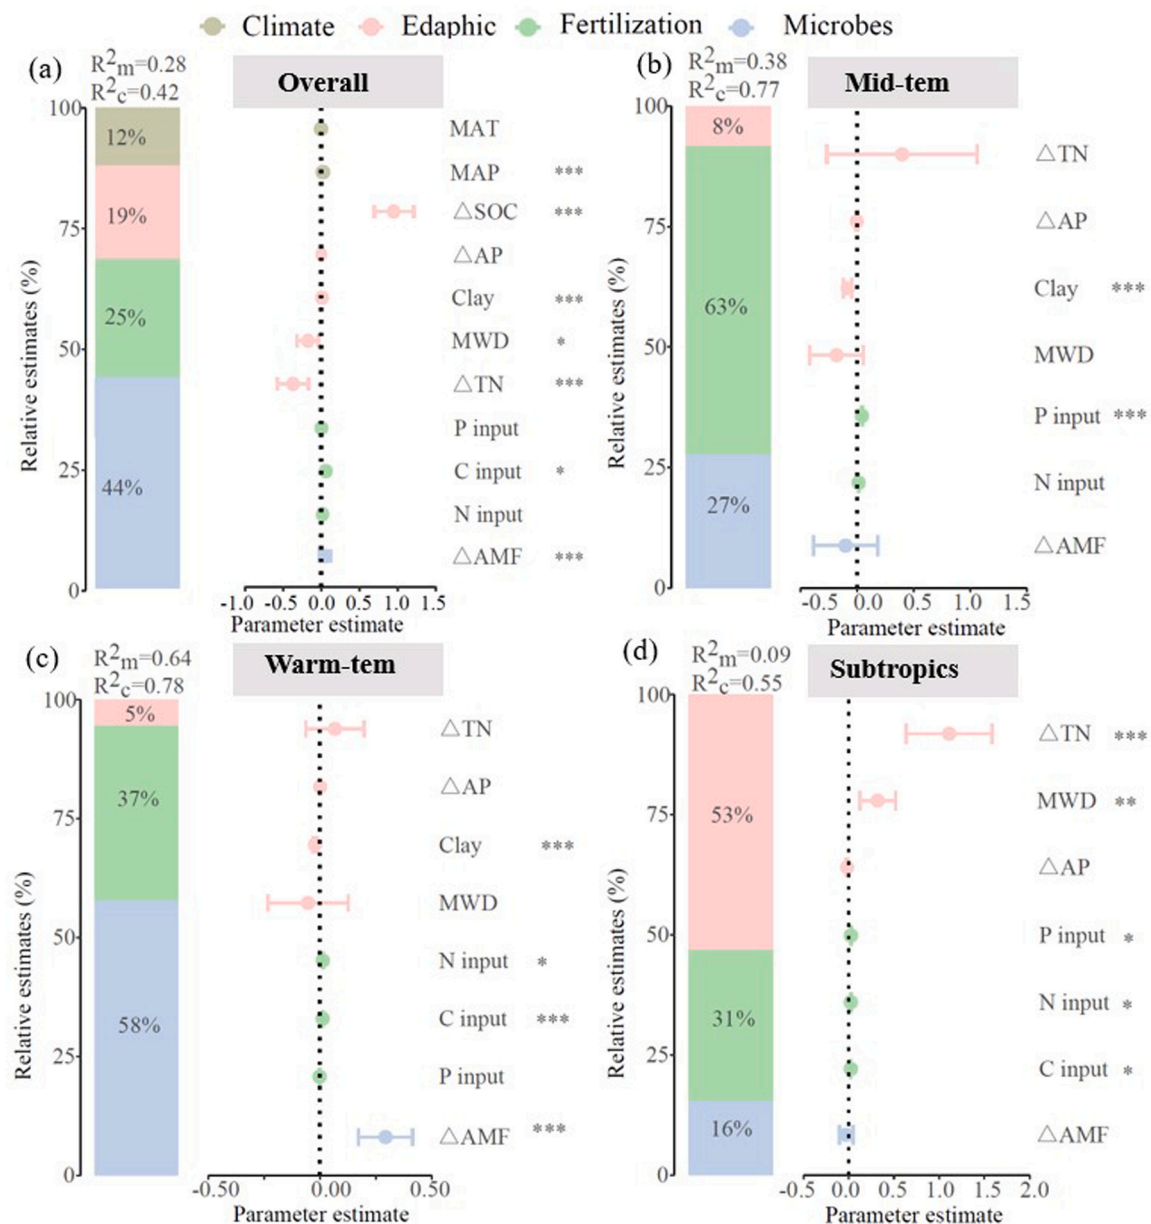 Climate Edaphic Fertilization Microbes
(a)
R²m=0.28
R²c=0.42
Overall
Relative estimates (%)
100
75
50
25
0
12%
19%
25%
44%
MAT
MAP ***
△SOC ***
△AP
Clay ***
MWD *
△TN ***
P input
C input *
N input
△AMF ***
-1.0 -0.5 0.0 0.5 1.0 1.5
Parameter estimate
(b)
R²m=0.38
R²c=0.77
Mid-tem
Relative estimates (%)
100
75
50
25
0
8%
63%
27%
△TN
△AP
Clay ***
MWD
P input ***
N input
△AMF
-0.5 0.0 0.5 1.0 1.5
Parameter estimate
(c)
R²m=0.64
R²c=0.78
Warm-tem
Relative estimates (%)
100
75
50
25
0
5%
37%
58%
△TN
△AP
Clay ***
MWD
N input *
C input ***
P input
△AMF ***
-0.50 0.00 0.50
Parameter estimate
(d)
R²m=0.09
R²c=0.55
Subtropics
Relative estimates (%)
100
75
50
25
0
53%
31%
16%
△TN ***
MWD **
△AP
P input *
N input *
C input *
△AMF
-0.5 0.0 0.5 1.0 1.5 2.0
Parameter estimate